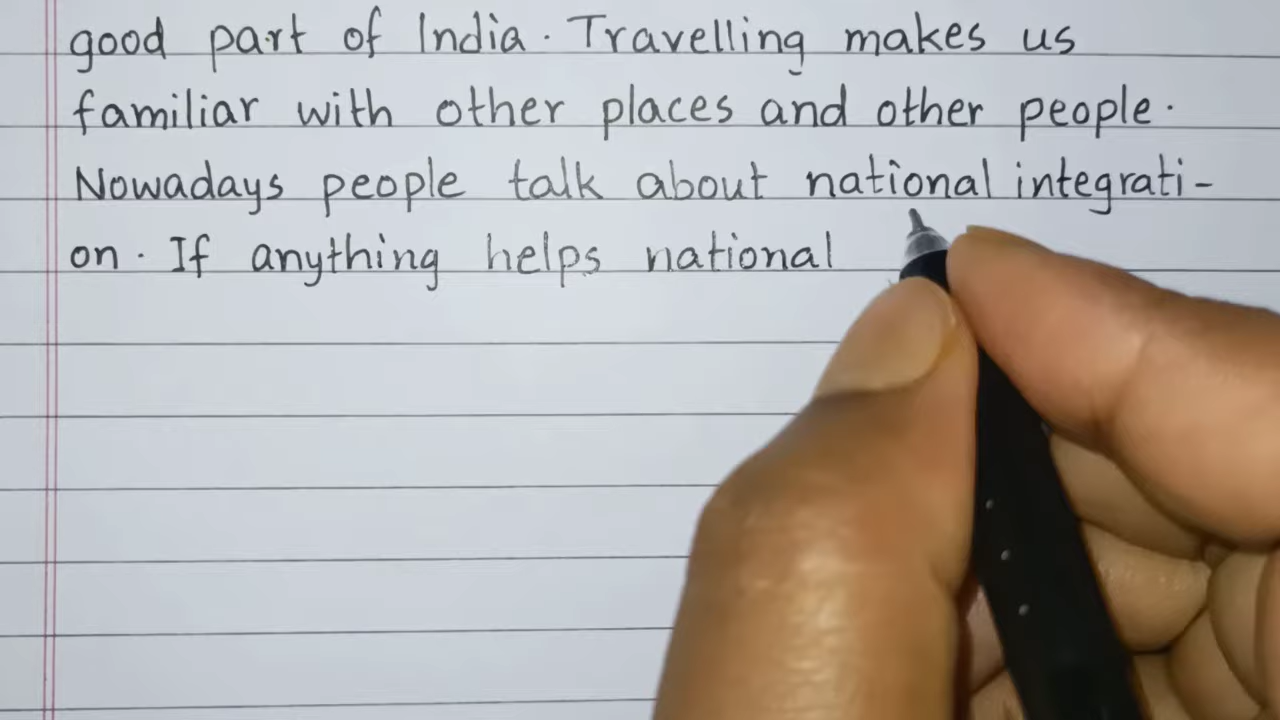 good part of India. Travelling makes us
familiar with other places and other people.
Nowadays people talk about national integrati-
on. If anything helps national